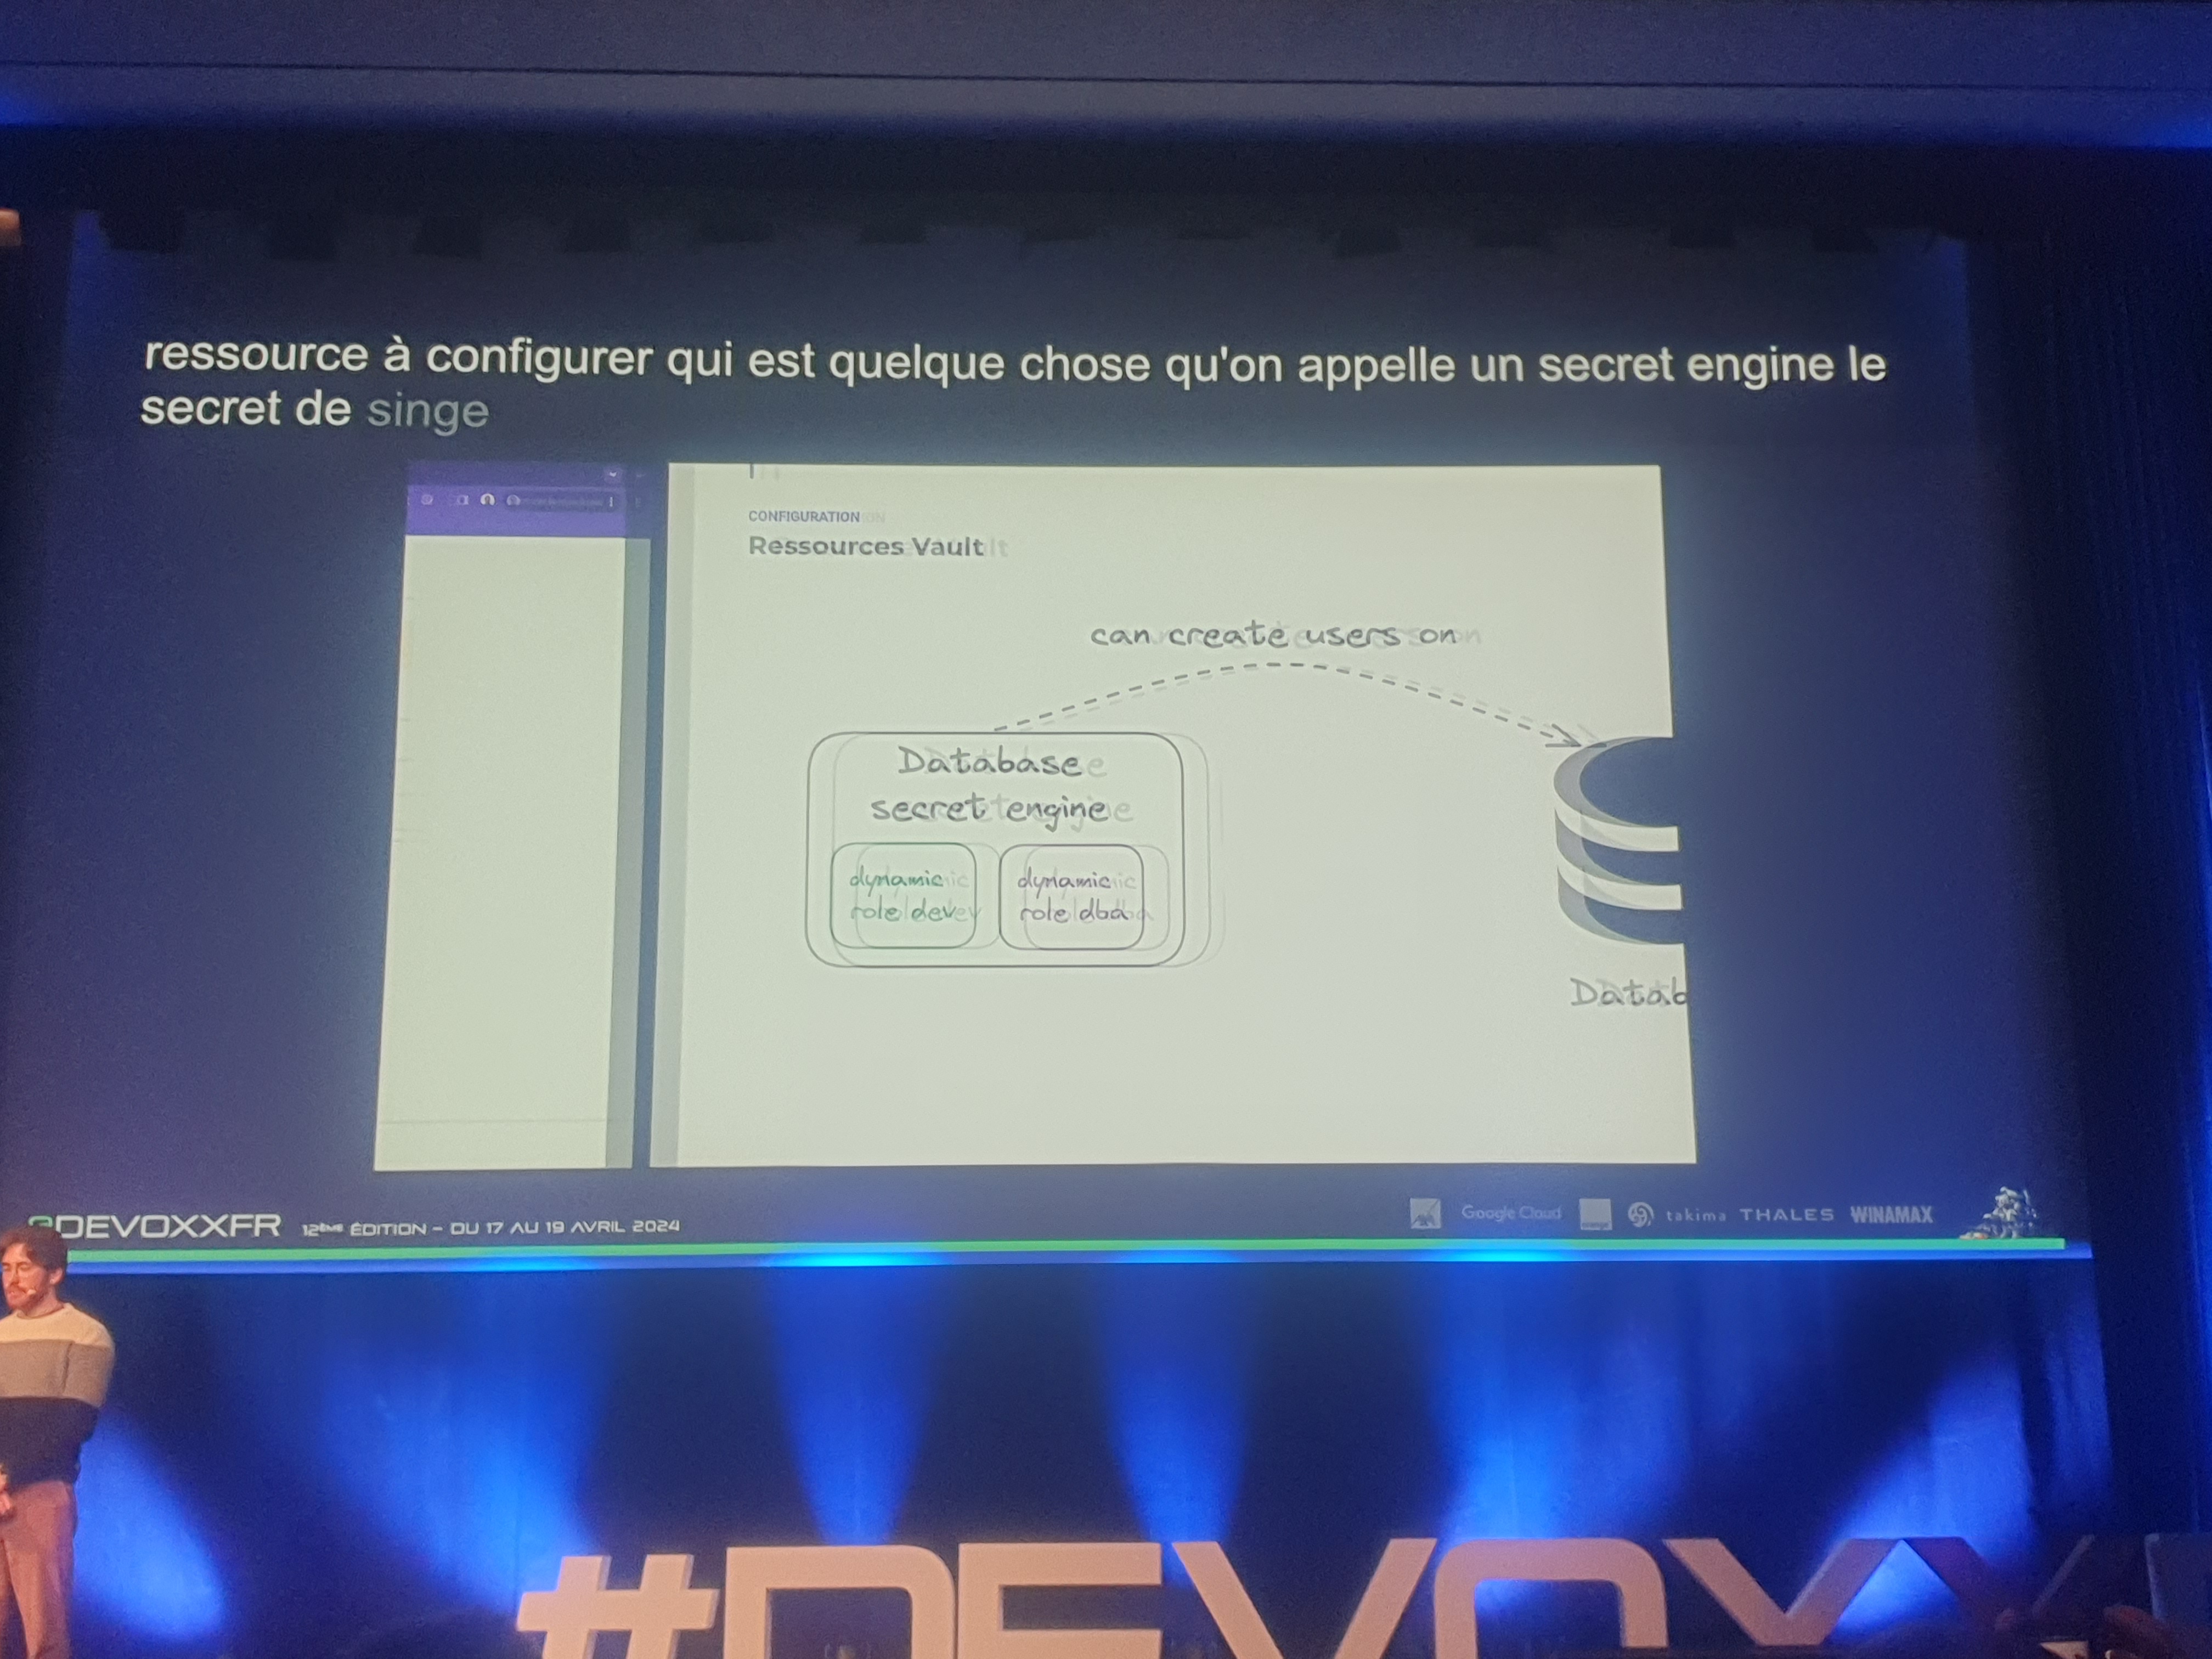 ressource à configurer qui est quelque chose qu'on appelle un secret engine le
secret de singe
CONFIGURATION
Ressources Vault
can create users on
Database
secret engine
dynamic
role dev
dynamic
role dba
Datab
DEVOXXFR 12ème ÉDITION - DU 17 AU 19 AVRIL 2024
Google Cloud
takima
THALES
WINAMAX
#DEVOXX